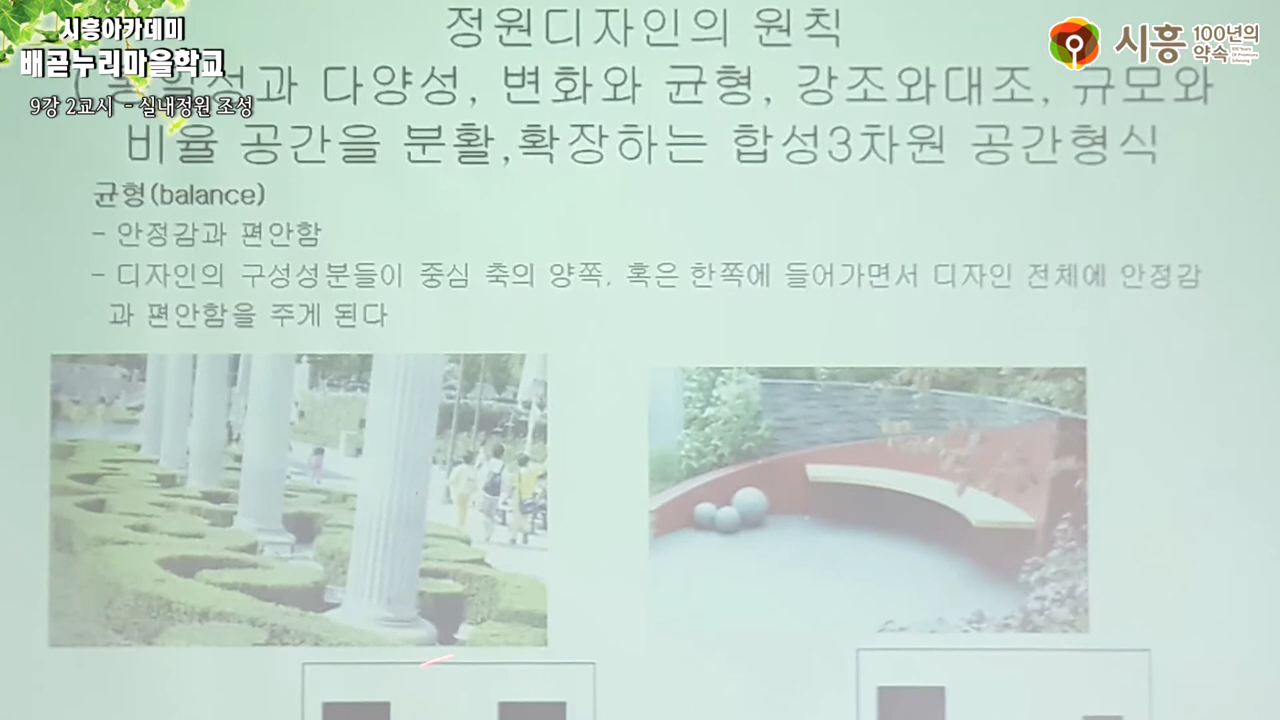 정원디자인의 원칙
시흥아카데미
배곧누리마을학교
9강 2교시 - 실내정원 조성
시흥 100년의 약속
과 다양성, 변화와 균형, 강조와대조, 규모와
비율 공간을 분활,확장하는 합성3차원 공간형식
균형(balance)
- 안정감과 편안함
- 디자인의 구성성분들이 중심 축의 양쪽, 혹은 한쪽에 들어가면서 디자인 전체에 안정감
과 편안함을 주게 된다